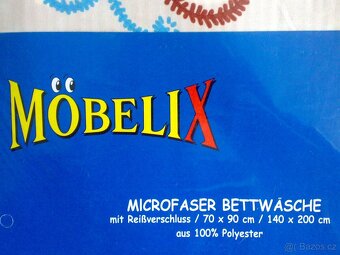 MÖBELIX
MICROFASER BETTWÄSCHE
mit Reißverschluss / 70 x 90 cm / 140 x 200 cm
aus 100% Polyester
Bazos.cz